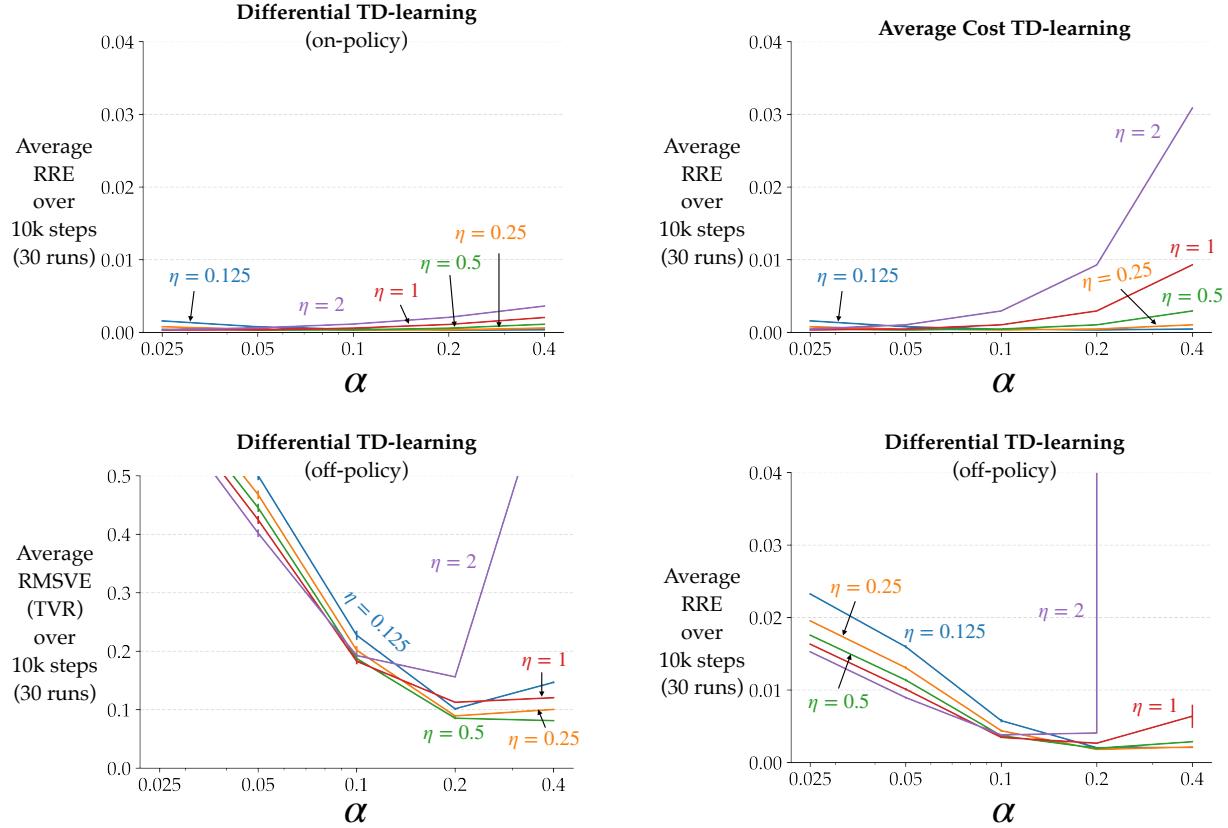 Differential TD-learning
(on-policy)
0.04
0.03
0.02
0.01
0.00
Average
RRE
over
10k steps
(30 runs)
η = 0.125
η = 2
η = 1
η = 0.5
η = 0.25
0.025
0.05
0.1
0.2
0.4
α
Average Cost TD-learning
0.04
0.03
0.02
0.01
0.00
Average
RRE
over
10k steps
(30 runs)
η = 2
η = 0.125
η = 0.25
η = 1
η = 0.5
0.025
0.05
0.1
0.2
0.4
α
Differential TD-learning
(off-policy)
0.5
0.4
0.3
0.2
0.1
0.0
Average
RMSVE
(TVR)
over
10k steps
(30 runs)
η = 2
η = 0.125
η = 1
η = 0.5
η = 0.25
0.025
0.05
0.1
0.2
0.4
α
Differential TD-learning
(off-policy)
0.04
0.03
0.02
0.01
0.00
Average
RRE
over
10k steps
(30 runs)
η = 0.25
η = 0.125
η = 2
η = 0.5
η = 1
0.025
0.05
0.1
0.2
0.4
α